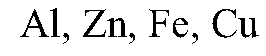 Al, Zn, Fe, Cu